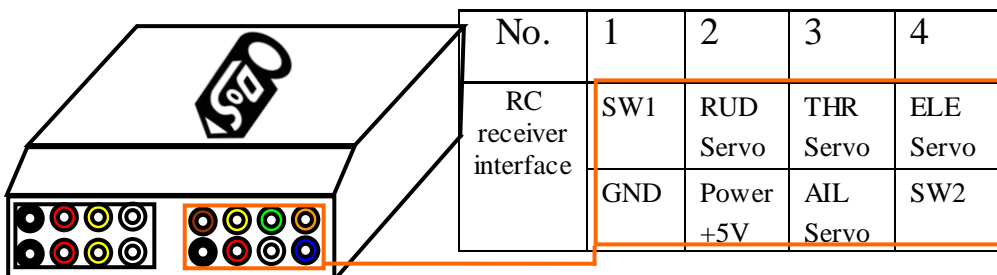 No. 1 2 3 4
RC receiver interface
SW1 RUD Servo THR Servo ELE Servo
GND Power +5V AIL Servo SW2